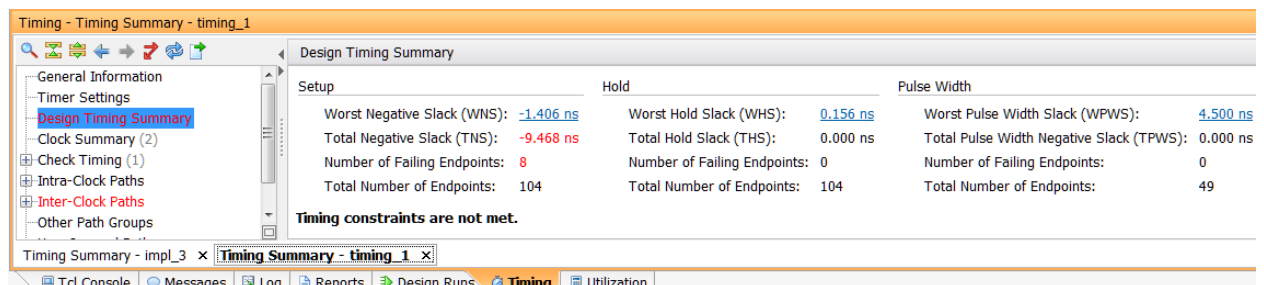 Timing - Timing Summary - timing_1
Design Timing Summary
General Information
Timer Settings
Design Timing Summary
Clock Summary (2)
Check Timing (1)
Intra-Clock Paths
Inter-Clock Paths
Other Path Groups
Setup
Worst Negative Slack (WNS): -1.406 ns
Total Negative Slack (TNS): -9.468 ns
Number of Failing Endpoints: 8
Total Number of Endpoints: 104
Hold
Worst Hold Slack (WHS): 0.156 ns
Total Hold Slack (THS): 0.000 ns
Number of Failing Endpoints: 0
Total Number of Endpoints: 104
Pulse Width
Worst Pulse Width Slack (WPWS): 4.500 ns
Total Pulse Width Negative Slack (TPWS): 0.000 ns
Number of Failing Endpoints: 0
Total Number of Endpoints: 49
Timing constraints are not met.
Timing Summary - impl_3 × Timing Summary - timing_1 ×
Tcl Console Messages Log Reports Design Runs Timing Utilization